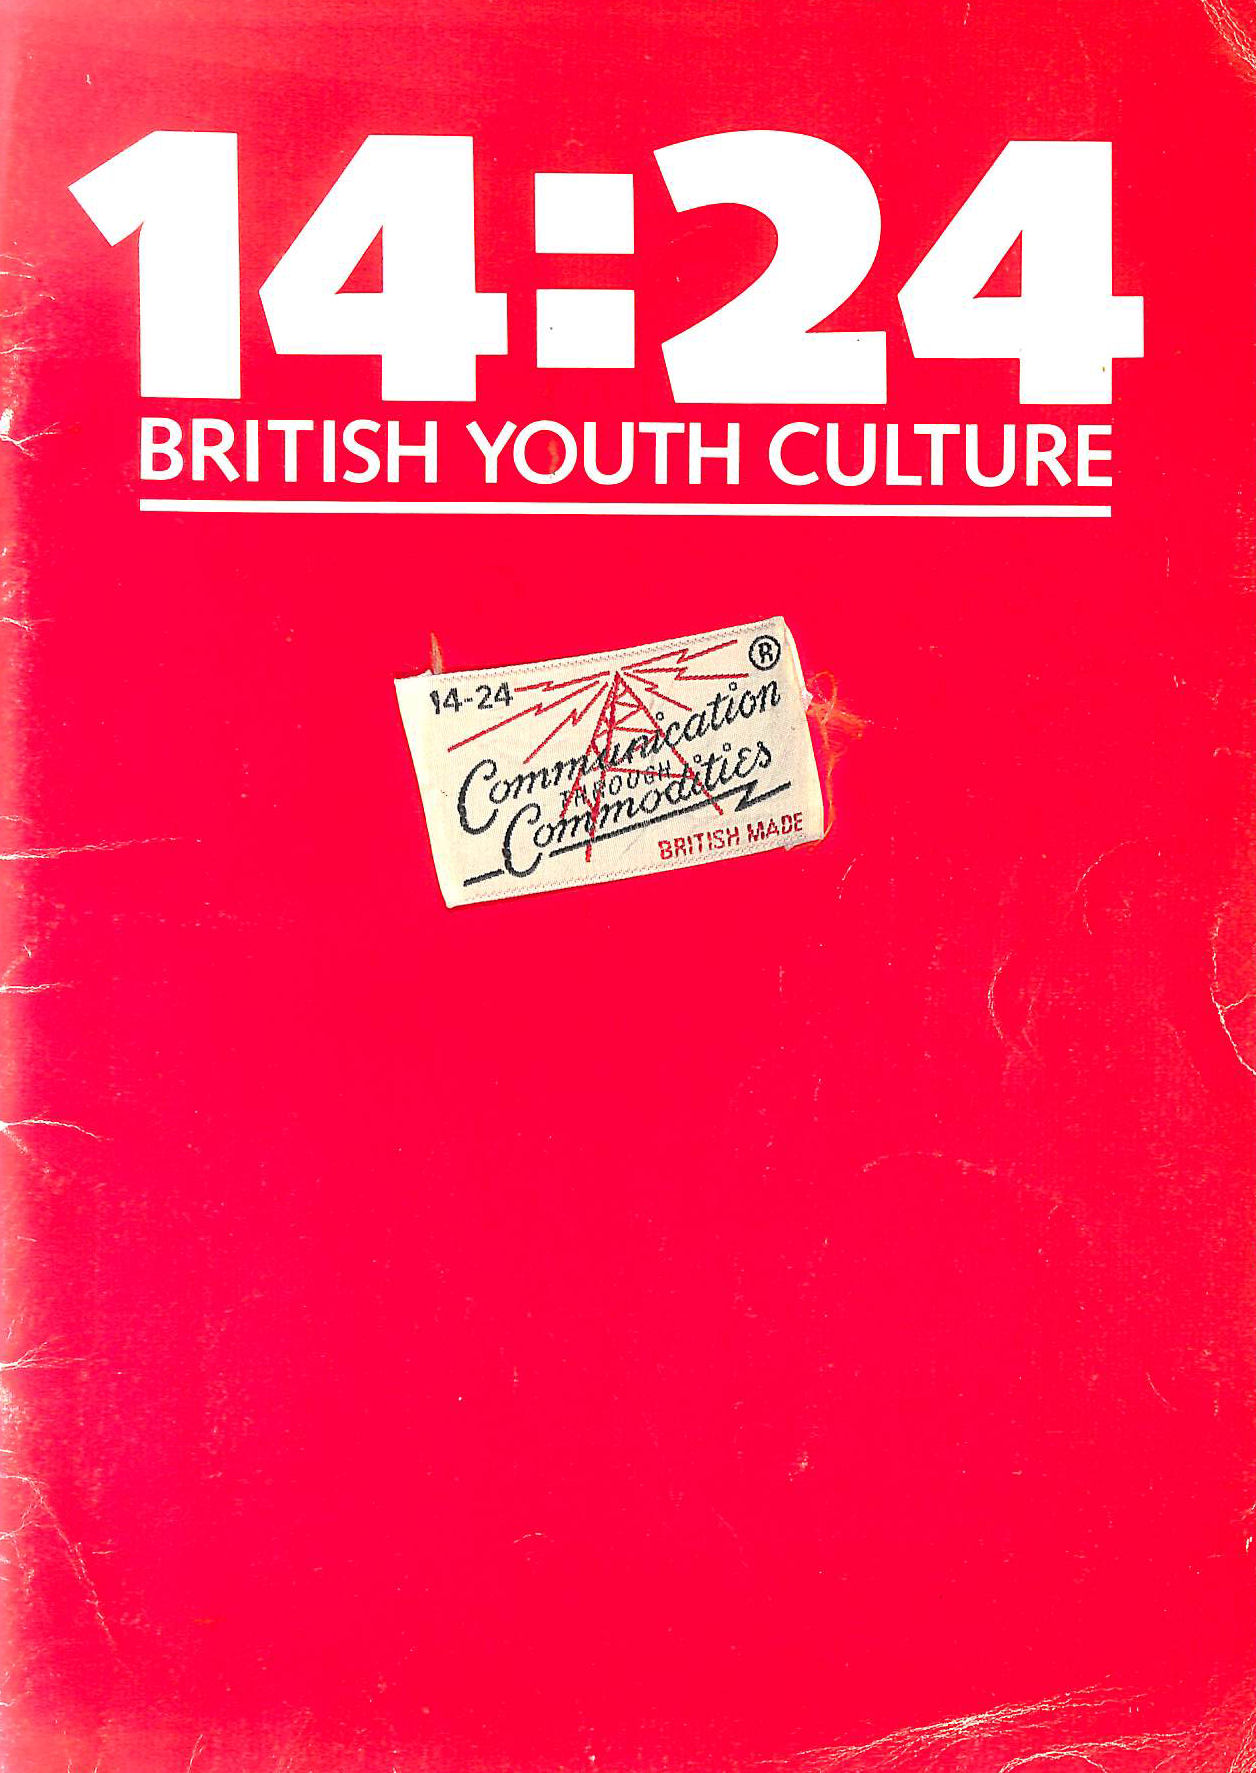 14:24
BRITISH YOUTH CULTURE
14-24 ®
Communication
THROUGH
Commodities
BRITISH MADE